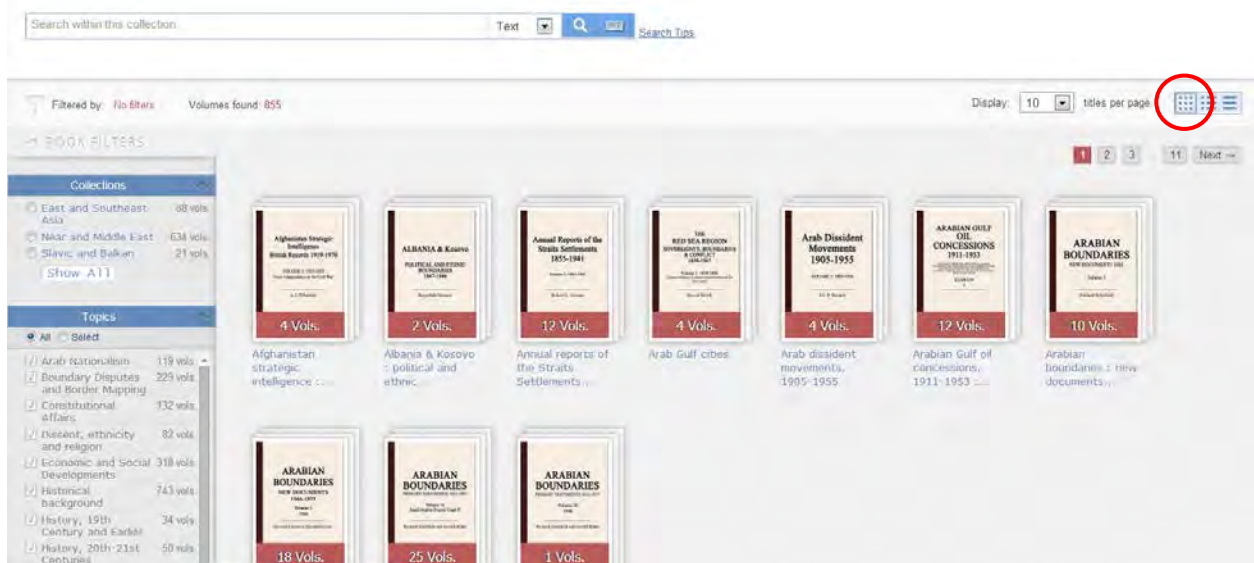 Search within this collection Text Search Tips
Filtered by: No filters Volumes found: 855 Display: 10 titles per page
BOOK FILTERS
1 2 3 11 Next →
Collections
East and Southeast Asia 68 vols.
Near and Middle East 634 vols.
Slavic and Balkan 21 vols.
Show All
Topics
All Select
Arab Nationalism 119 vols.
Boundary Disputes and Border Mapping 229 vols.
Constitutional Affairs 132 vols.
Dissent, ethnicity and religion 82 vols.
Economic and Social Developments 318 vols.
Historical background 743 vols.
History, 19th Century and Earlier 34 vols.
History, 20th-21st Centuries 50 vols.
Afghanistan Strategic
Intelligence
British Records 1919-1970
4 Vols.
Afghanistan
strategic
intelligence :...
ALBANIA & Kosovo
POLITICAL AND ETHNIC
BOUNDARIES
1867-1946
2 Vols.
Albania & Kosovo
: political and
ethnic...
Annual Reports of the
Straits Settlements
1855-1941
12 Vols.
Annual reports of
the Straits
Settlements...
THE
RED SEA REGION
4 Vols.
Arab Gulf cities
Arab Dissident
Movements
1905-1955
4 Vols.
Arab dissident
movements,
1905-1955
ARABIAN GULF
OIL
CONCESSIONS
1911-1953
12 Vols.
Arabian Gulf oil
concessions,
1911-1953 :...
ARABIAN
BOUNDARIES
10 Vols.
Arabian
boundaries : new
documents...
ARABIAN
BOUNDARIES
NEW DOCUMENTS
18 Vols.
ARABIAN
BOUNDARIES
25 Vols.
ARABIAN
BOUNDARIES
1 Vols.